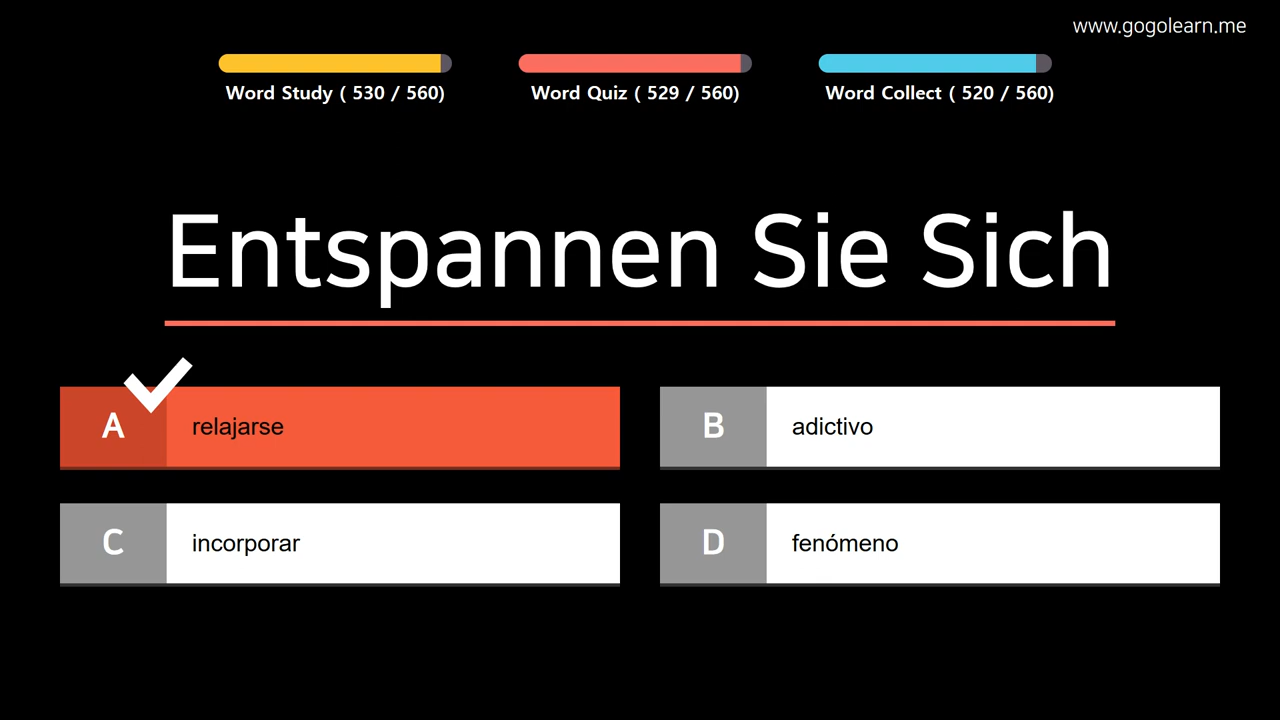 www.gogolearn.me
Word Study ( 530 / 560)
Word Quiz ( 529 / 560)
Word Collect ( 520 / 560)
Entspannen Sie Sich
A relajarse
B adictivo
C incorporar
D fenómeno